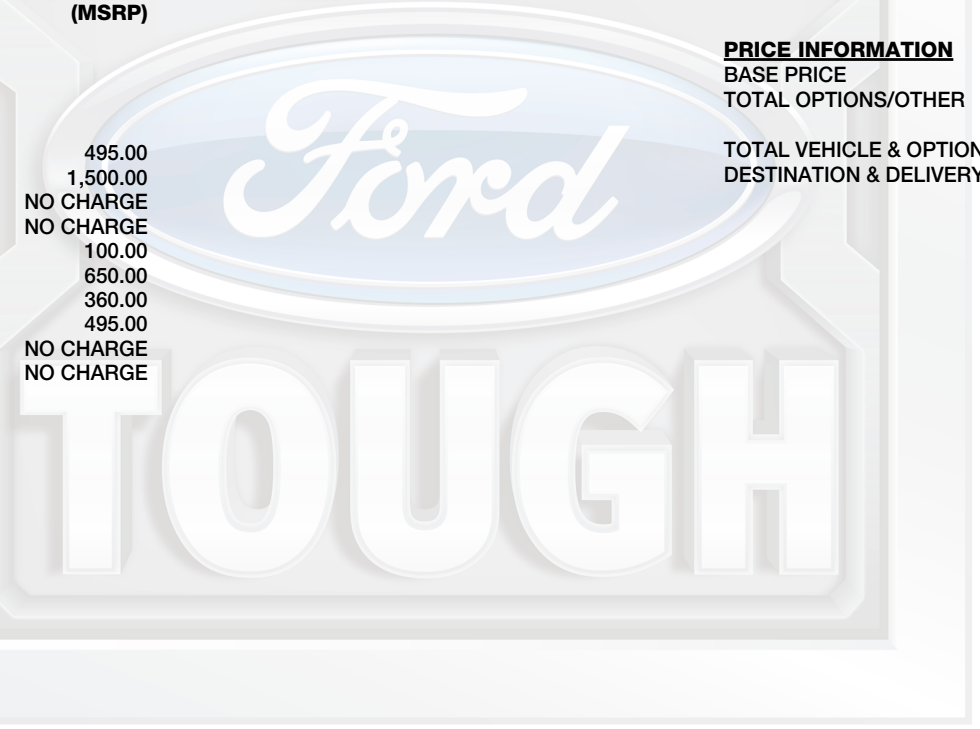 (MSRP)
495.00
1,500.00
NO CHARGE
NO CHARGE
100.00
650.00
360.00
495.00
NO CHARGE
NO CHARGE
PRICE INFORMATION
BASE PRICE
TOTAL OPTIONS/OTHER
TOTAL VEHICLE & OPTION
DESTINATION & DELIVERY
Ford
TOUGH